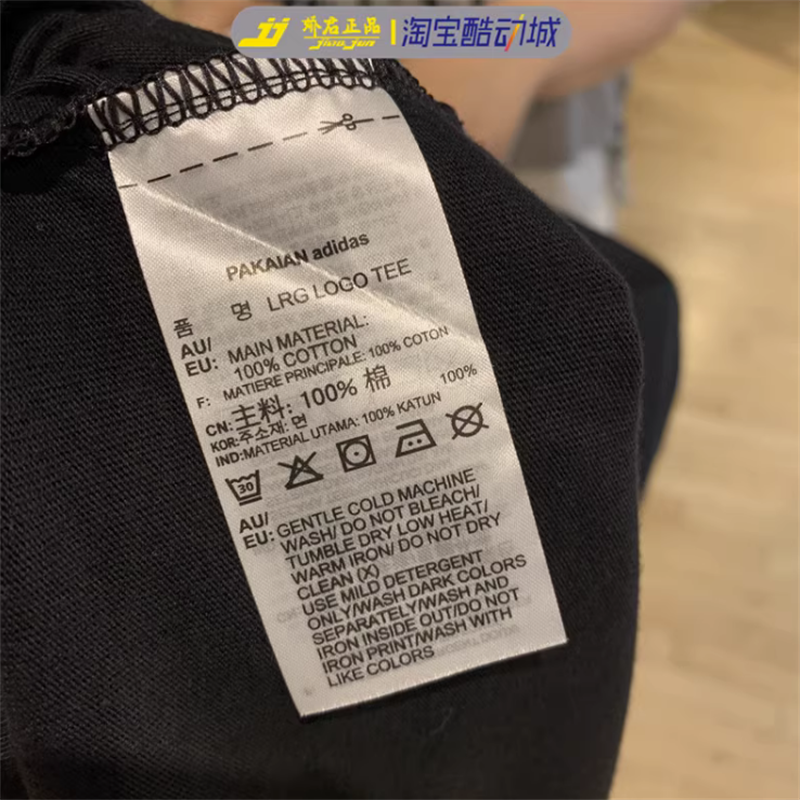 矫君正品
JIAO JUN
淘宝酷动城
PAKAIAN adidas
품 명 LRG LOGO TEE
AU/
EU: MAIN MATERIAL:
100% COTTON
F: MATIERE PRINCIPALE: 100% COTON
CN: 主料: 100% 棉
KOR: 주소재: 면 100%
IND: MATERIAL UTAMA: 100% KATUN
30
AU/
EU: GENTLE COLD MACHINE
WASH/ DO NOT BLEACH/
TUMBLE DRY LOW HEAT/
WARM IRON/ DO NOT DRY
CLEAN (X)
USE MILD DETERGENT
ONLY/WASH DARK COLORS
SEPARATELY/WASH AND
IRON INSIDE OUT/DO NOT
IRON PRINT/WASH WITH
LIKE COLORS